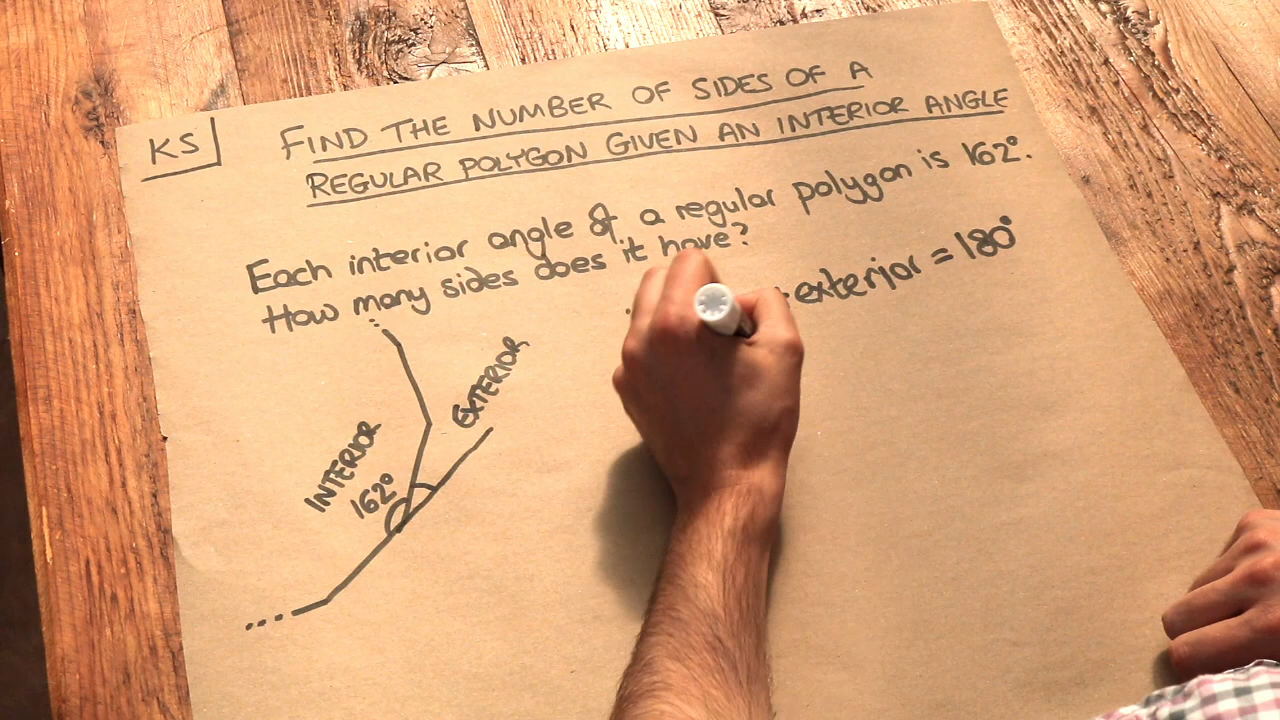 KS
FIND THE NUMBER OF SIDES OF A
REGULAR POLYGON GIVEN AN INTERIOR ANGLE
Each interior angle of a regular polygon is 162°.
How many sides does it have?
exterior = 180°
EXTERIOR
INTERIOR
162°